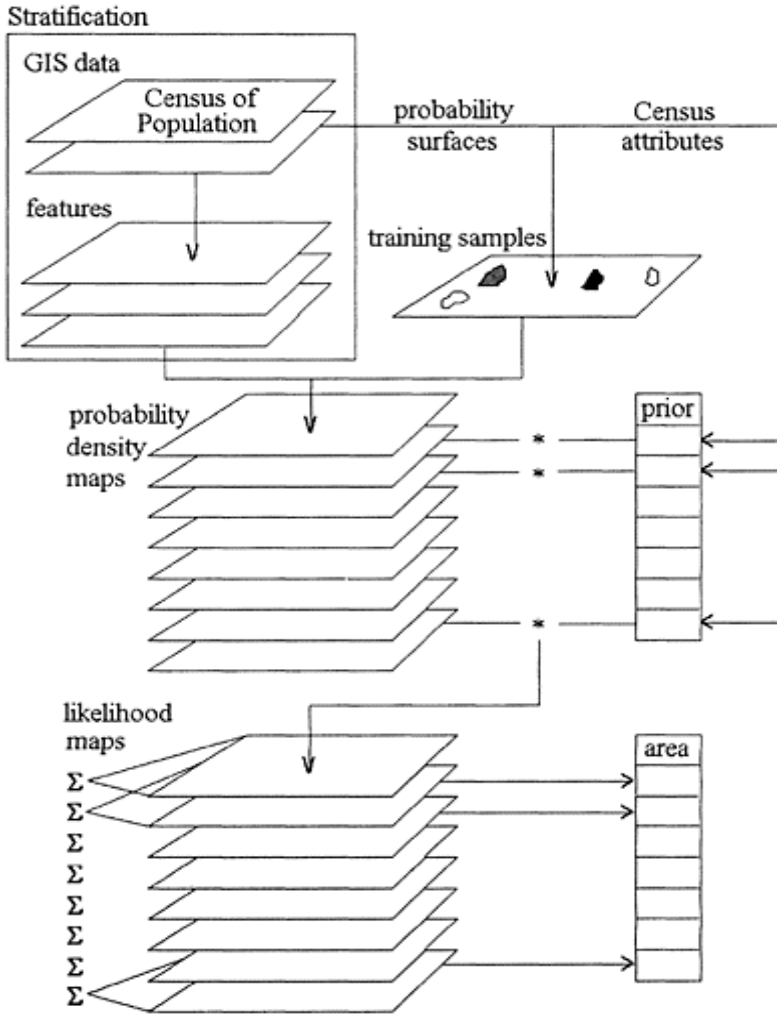 Stratification
GIS data
Census of
Population
probability
surfaces
Census
attributes
features
training samples
probability
density
maps
prior
*
*
*
likelihood
maps
area
Σ
Σ
Σ
Σ
Σ
Σ
Σ
Σ